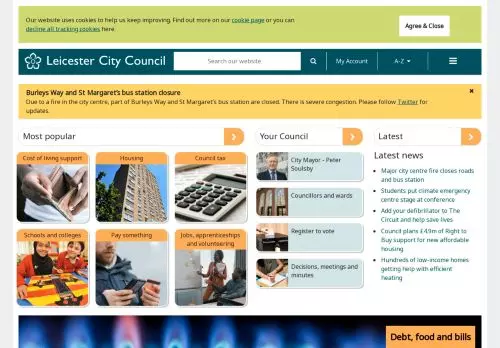 Our website uses cookies to help us keep improving. Find out more on our cookie page or you can
decline all tracking cookies here.
Agree & Close
Leicester City Council
Search our website
My Account
A-Z
Burleys Way and St Margaret's bus station closure
Due to a fire in the city centre, part of Burleys Way and St Margaret's bus station are closed. There is severe congestion. Please follow Twitter for
updates.
Most popular
Your Council
Latest
Cost of living support
Housing
Council tax
Schools and colleges
Pay something
Jobs, apprenticeships
and volunteering
City Mayor - Peter
Soulsby
Councillors and wards
Register to vote
Decisions, meetings and
minutes
Latest news
Major city centre fire closes roads
and bus station
Students put climate emergency
centre stage at conference
Add your defibrillator to The
Circuit and help save lives
Council plans £4.9m of Right to
Buy support for new affordable
housing
Hundreds of low-income homes
getting help with efficient
heating
Debt, food and bills